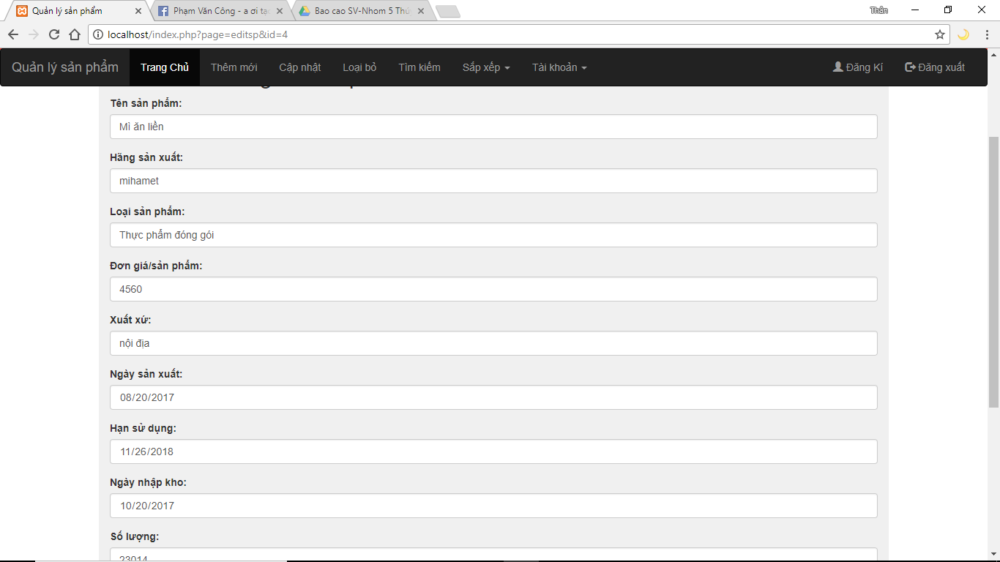 Quản lý sản phẩm
Phạm Văn Công - a ơi tạo
Bao cao SV-Nhom 5 Thứ
Thân
localhost/index.php?page=editsp&id=4
Quản lý sản phẩm Trang Chủ Thêm mới Cập nhật Loại bỏ Tìm kiếm Sắp xếp Tài khoản Đăng Kí Đăng xuất
Tên sản phẩm:
Mì ăn liền
Hãng sản xuất:
mihamet
Loại sản phẩm:
Thực phẩm đóng gói
Đơn giá/sản phẩm:
4560
Xuất xứ:
nội địa
Ngày sản xuất:
08/20/2017
Hạn sử dụng:
11/26/2018
Ngày nhập kho:
10/20/2017
Số lượng:
23014